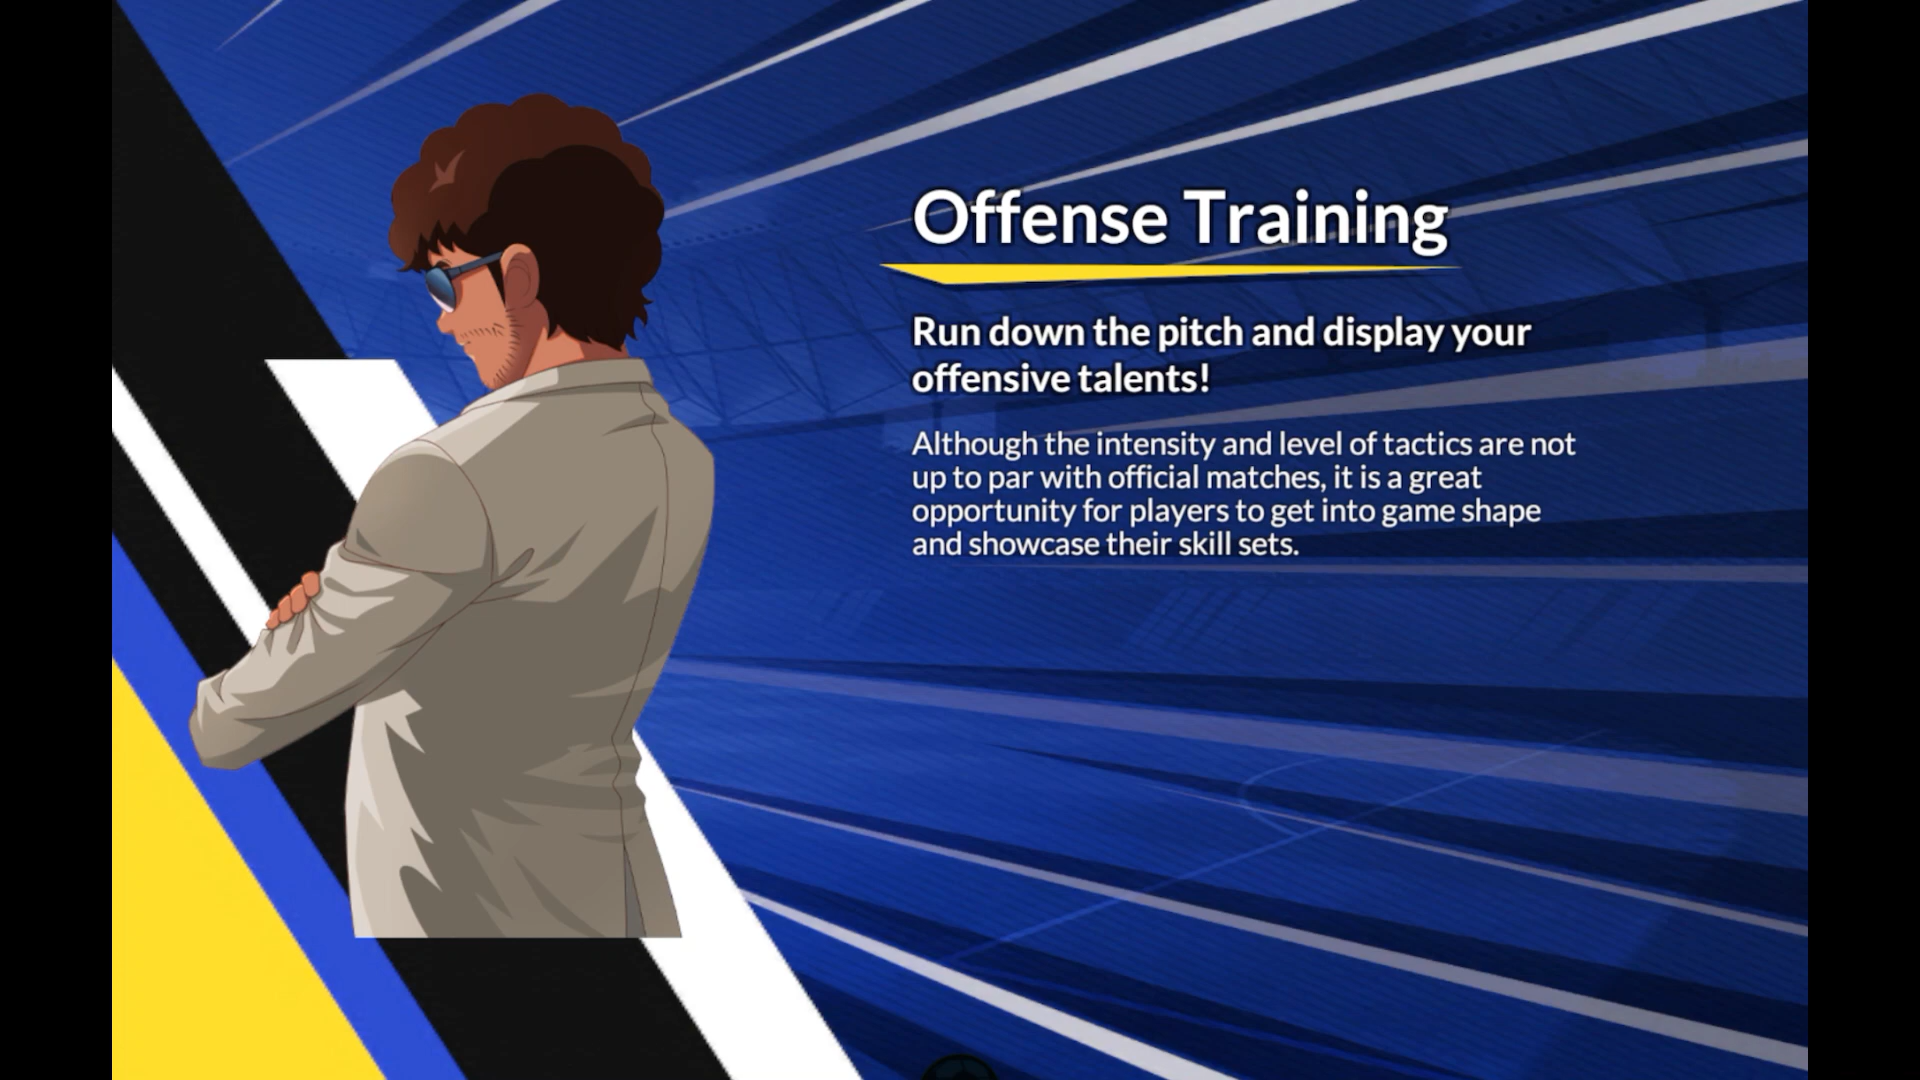 Offense Training
Run down the pitch and display your
offensive talents!
Although the intensity and level of tactics are not
up to par with official matches, it is a great
opportunity for players to get into game shape
and showcase their skill sets.